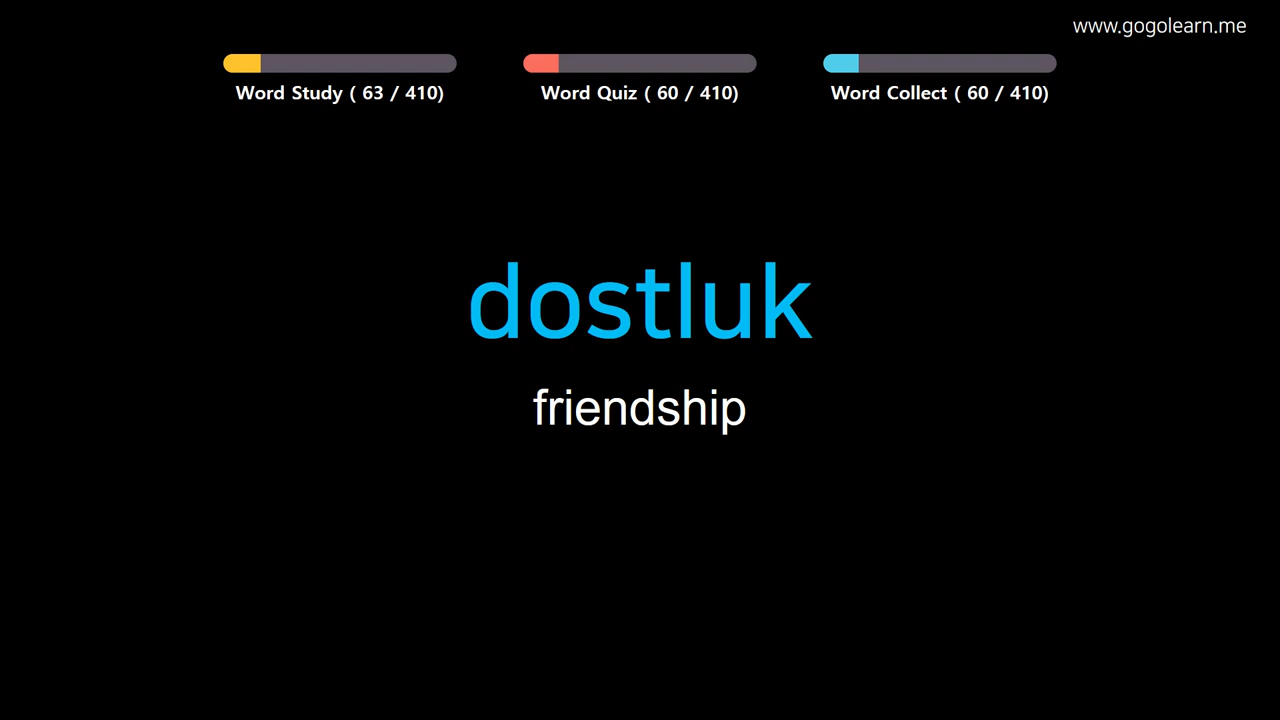 www.gogolearn.me
Word Study ( 63 / 410)
Word Quiz ( 60 / 410)
Word Collect ( 60 / 410)
dostluk
friendship